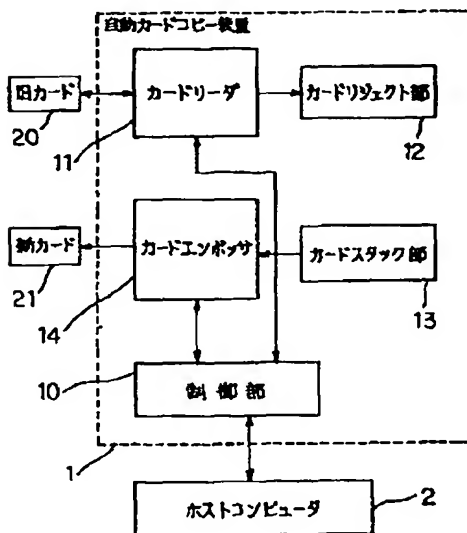 自動カードコピー装置
旧カード
カードリーダ
カードリジェクト部
20
11
12
新カード
カードエンボッサ
カードスタック部
21
14
13
10
制御部
1
ホストコンピュータ
2